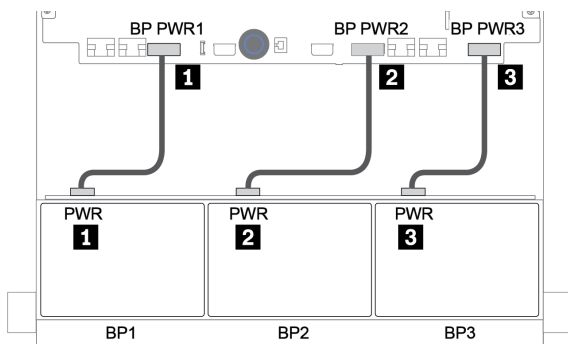 BP PWR1 BP PWR2 BP PWR3
1 2 3
PWR PWR PWR
1 2 3
BP1 BP2 BP3